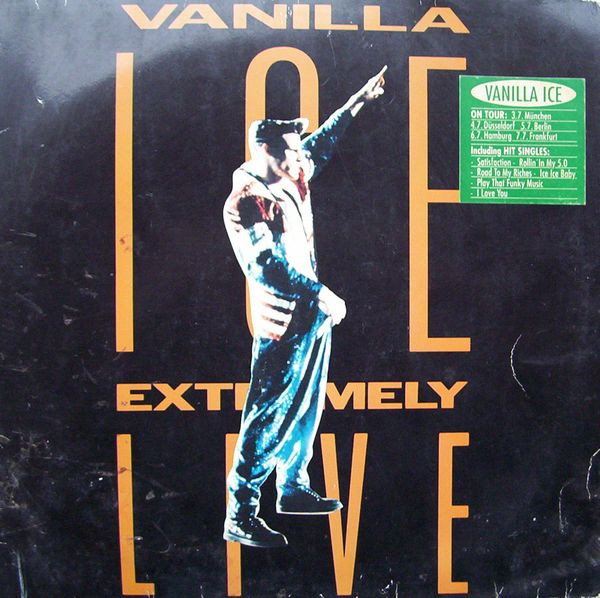 VANILLA
ICE
EXTREMELY
LIVE
VANILLA ICE
ON TOUR: 3.7. München
4.7. Düsseldorf 5.7. Berlin
6.7. Hamburg 7.7. Frankfurt
Including HIT SINGLES:
- Satisfaction - Rollin' In My 5.0
- Road To My Riches - Ice Ice Baby
- Play That Funky Music
- I Love You